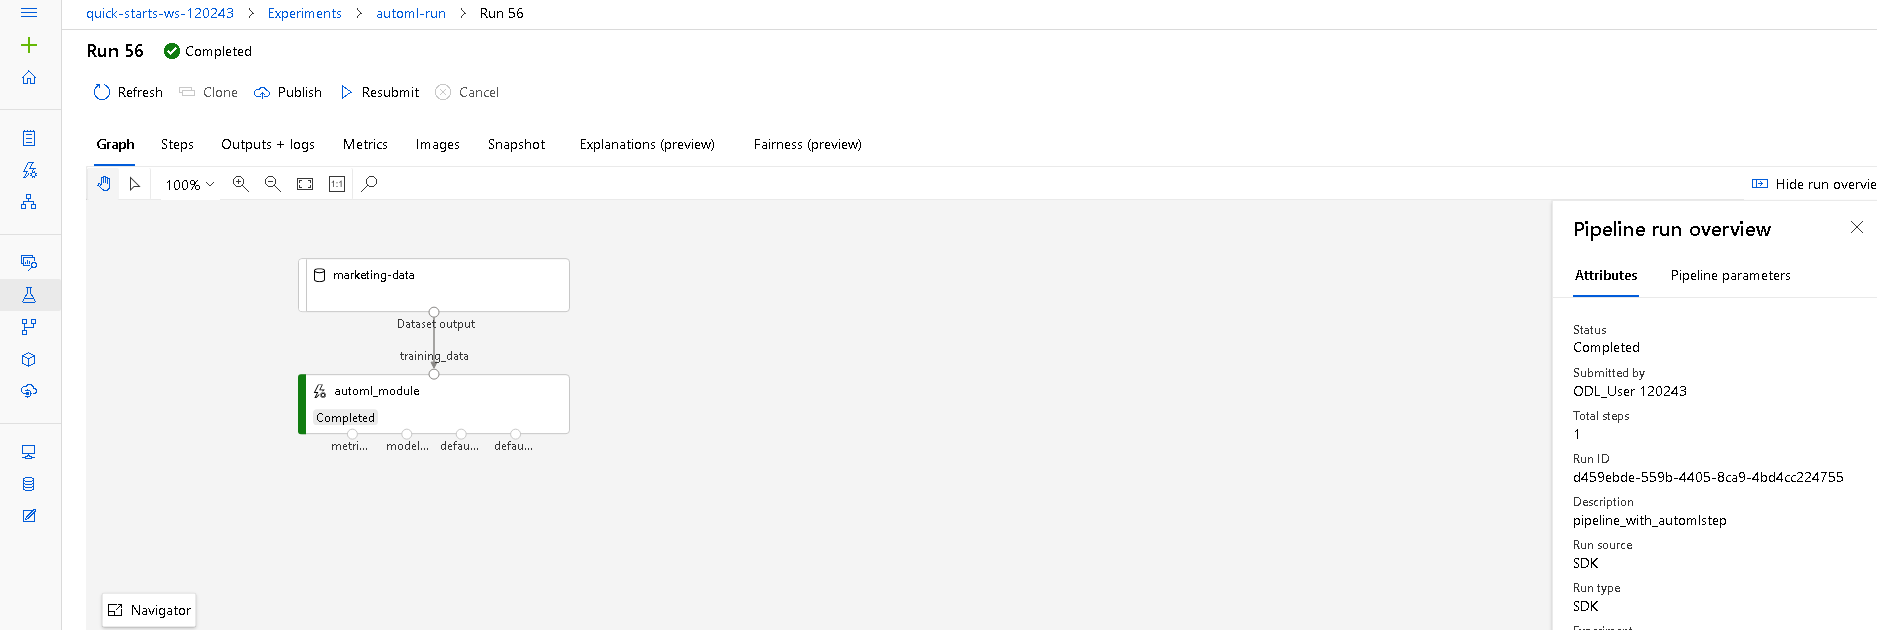 quick-starts-ws-120243 > Experiments > automl-run > Run 56
Run 56 Completed
Refresh Clone Publish Resubmit Cancel
Graph Steps Outputs + logs Metrics Images Snapshot Explanations (preview) Fairness (preview)
100% 1:1 Hide run overvie
Pipeline run overview
Attributes Pipeline parameters
marketing-data
Dataset output
training_data
automl_module
Completed
metri... model... defau... defau...
Status
Completed
Submitted by
ODL_User 120243
Total steps
1
Run ID
d459ebde-559b-4405-8ca9-4bd4cc224755
Description
pipeline_with_automlstep
Run source
SDK
Run type
SDK
Experiment
Navigator